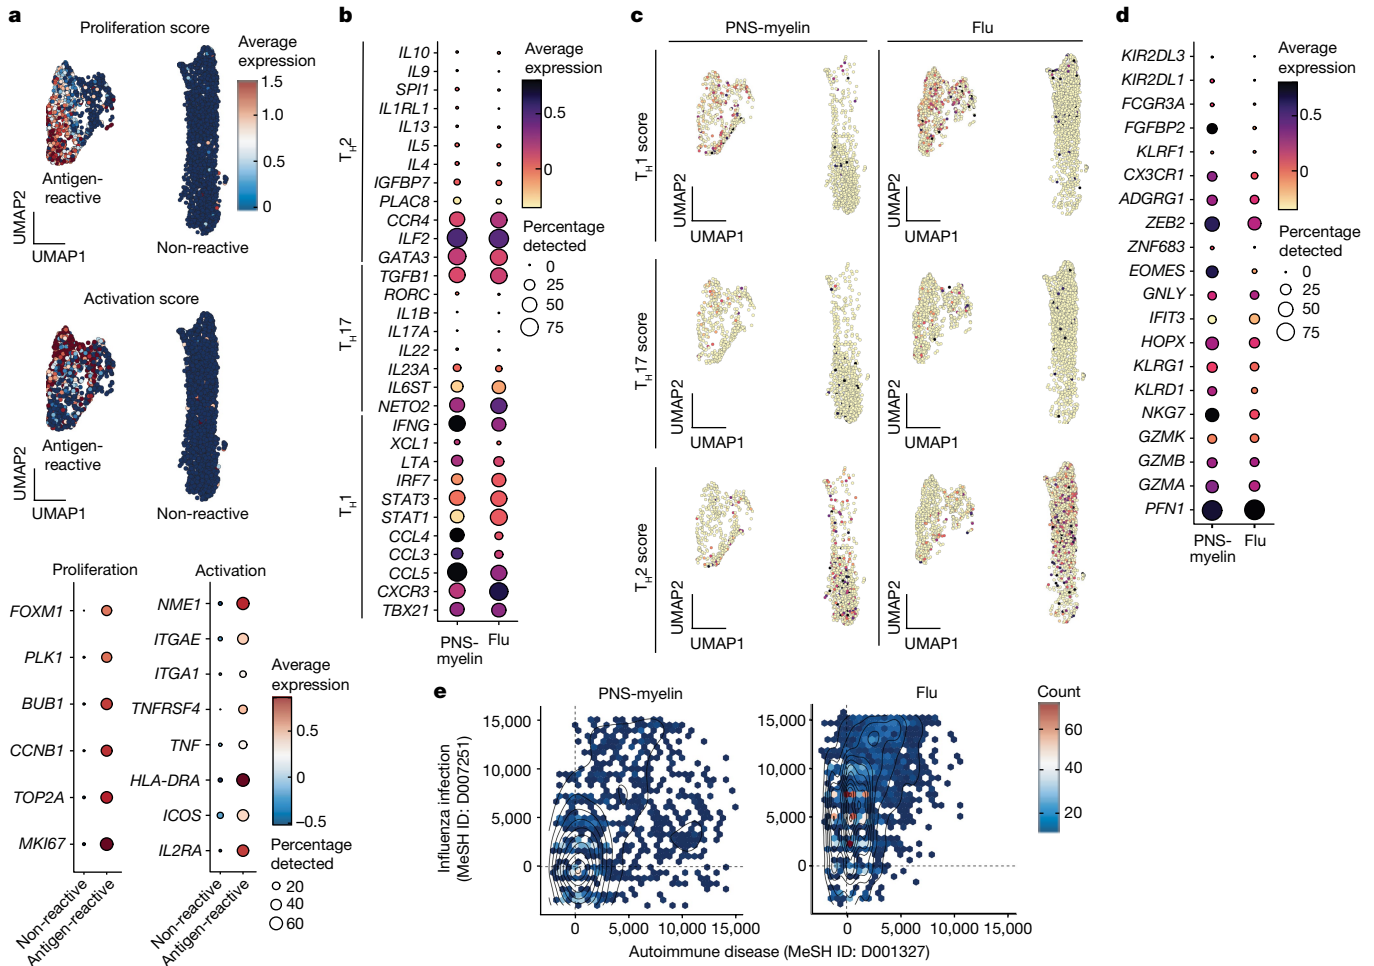 a
Proliferation score
Average
expression
1.5
1.0
0.5
0
Antigen-
reactive
Non-reactive
UMAP2
UMAP1
Activation score
Antigen-
reactive
Non-reactive
UMAP2
UMAP1
Proliferation
FOXM1
PLK1
BUB1
CCNB1
TOP2A
MKI67
Non-reactive
Antigen-reactive
Activation
NME1
ITGAE
ITGA1
TNFRSF4
TNF
HLA-DRA
ICOS
IL2RA
Non-reactive
Antigen-reactive
Average
expression
0.5
0
−0.5
Percentage
detected
20
40
60
b
TH2
IL10
IL9
SPI1
IL1RL1
IL13
IL5
IL4
IGFBP7
PLAC8
CCR4
ILF2
GATA3
TH17
TGFB1
RORC
IL1B
IL17A
IL22
IL23A
IL6ST
NETO2
TH1
IFNG
XCL1
LTA
IRF7
STAT3
STAT1
CCL4
CCL3
CCL5
CXCR3
TBX21
PNS-
myelin
Flu
Average
expression
0.5
0
Percentage
detected
0
25
50
75
c
PNS-myelin
Flu
TH1 score
UMAP2
UMAP1
UMAP2
UMAP1
TH17 score
UMAP2
UMAP1
UMAP2
UMAP1
TH2 score
UMAP2
UMAP1
UMAP2
UMAP1
d
KIR2DL3
KIR2DL1
FCGR3A
FGFBP2
KLRF1
CX3CR1
ADGRG1
ZEB2
ZNF683
EOMES
GNLY
IFIT3
HOPX
KLRG1
KLRD1
NKG7
GZMK
GZMB
GZMA
PFN1
PNS-
myelin
Flu
Average
expression
0.5
0
Percentage
detected
0
25
50
75
e
PNS-myelin
Flu
Influenza infection
(MeSH ID: D007251)
15,000
10,000
5,000
0
0
5,000
10,000
15,000
15,000
10,000
5,000
0
0
5,000
10,000
15,000
Autoimmune disease (MeSH ID: D001327)
Count
60
40
20